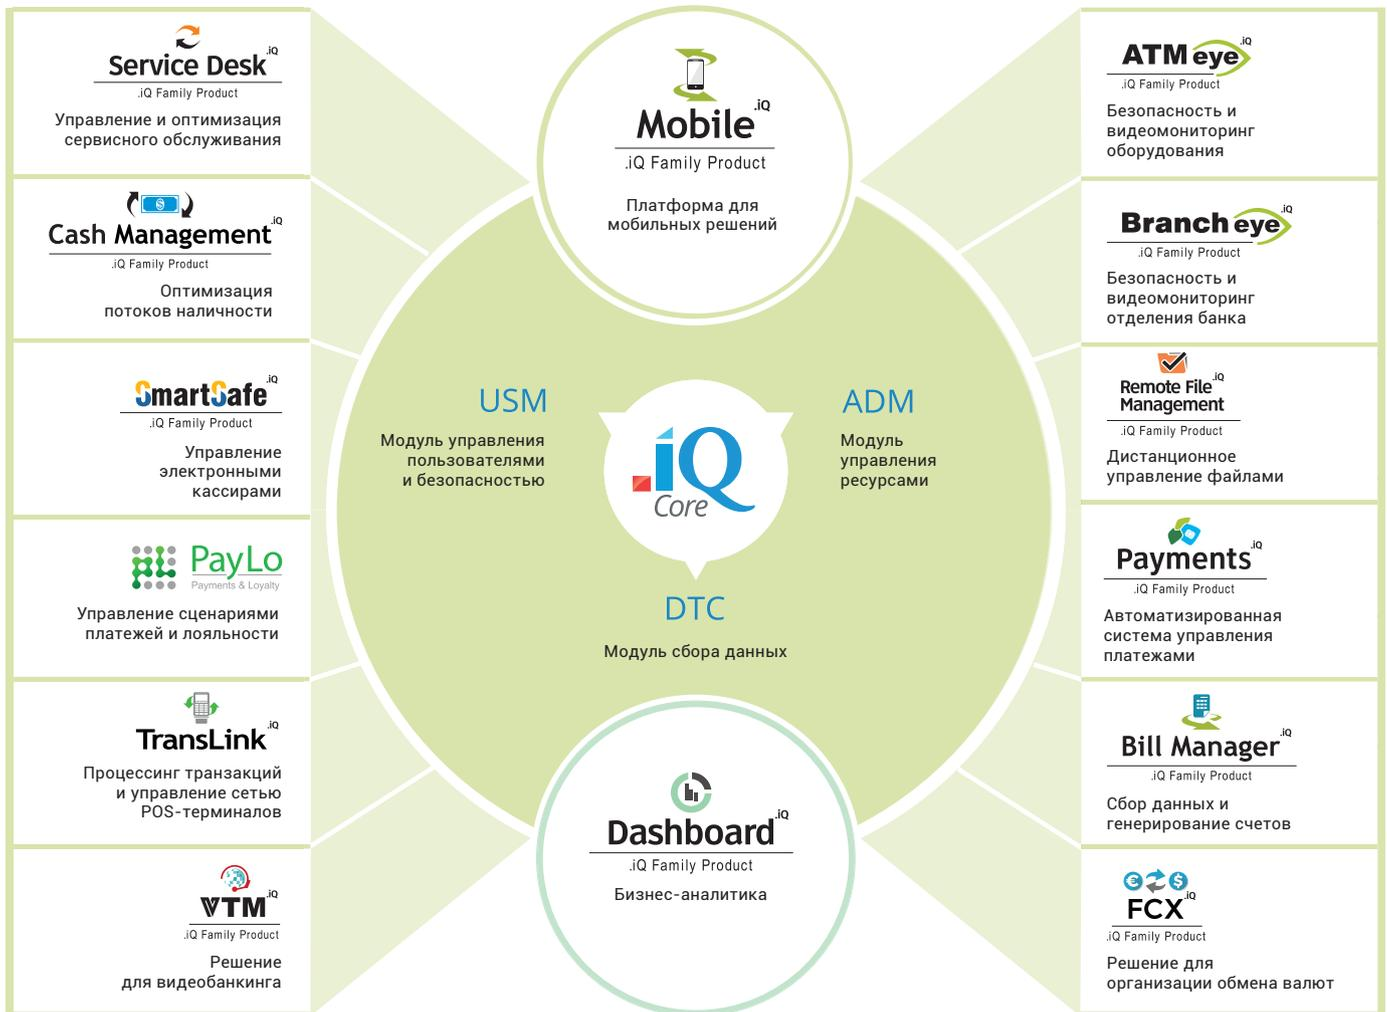 Service Desk .iQ
.iQ Family Product
Управление и оптимизация
сервисного обслуживания
$
Cash Management .iQ
.iQ Family Product
Оптимизация
потоков наличности
SmartSafe .iQ
.iQ Family Product
Управление
электронными
кассирами
PayLo
Payments & Loyalty
Управление сценариями
платежей и лояльности
TransLink .iQ
Процессинг транзакций
и управление сетью
POS-терминалов
VTM .iQ
.iQ Family Product
Решение
для видеобанкинга
Mobile .iQ
.iQ Family Product
Платформа для
мобильных решений
USM
Модуль управления
пользователями
и безопасностью
.iQ
Core
ADM
Модуль
управления
ресурсами
DTC
Модуль сбора данных
Dashboard .iQ
.iQ Family Product
Бизнес-аналитика
ATM eye .iQ
.iQ Family Product
Безопасность и
видеомониторинг
оборудования
Branch eye .iQ
.iQ Family Product
Безопасность и
видеомониторинг
отделения банка
Remote File .iQ
Management
.iQ Family Product
Дистанционное
управление файлами
Payments .iQ
.iQ Family Product
Автоматизированная
система управления
платежами
Bill Manager .iQ
.iQ Family Product
Сбор данных и
генерирование счетов
€ $
FCX .iQ
.iQ Family Product
Решение для
организации обмена валют